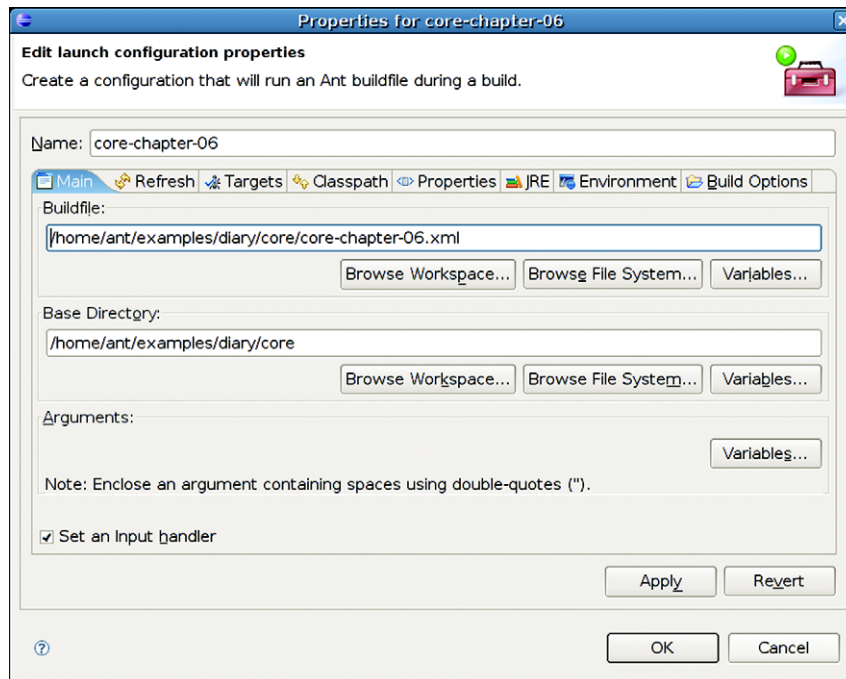 Properties for core-chapter-06
Edit launch configuration properties
Create a configuration that will run an Ant buildfile during a build.
Name: core-chapter-06
Main Refresh Targets Classpath Properties JRE Environment Build Options
Buildfile:
/home/ant/examples/diary/core/core-chapter-06.xml
Browse Workspace... Browse File System... Variables...
Base Directory:
/home/ant/examples/diary/core
Browse Workspace... Browse File System... Variables...
Arguments:
Variables...
Note: Enclose an argument containing spaces using double-quotes (").
Set an Input handler
Apply Revert
OK Cancel